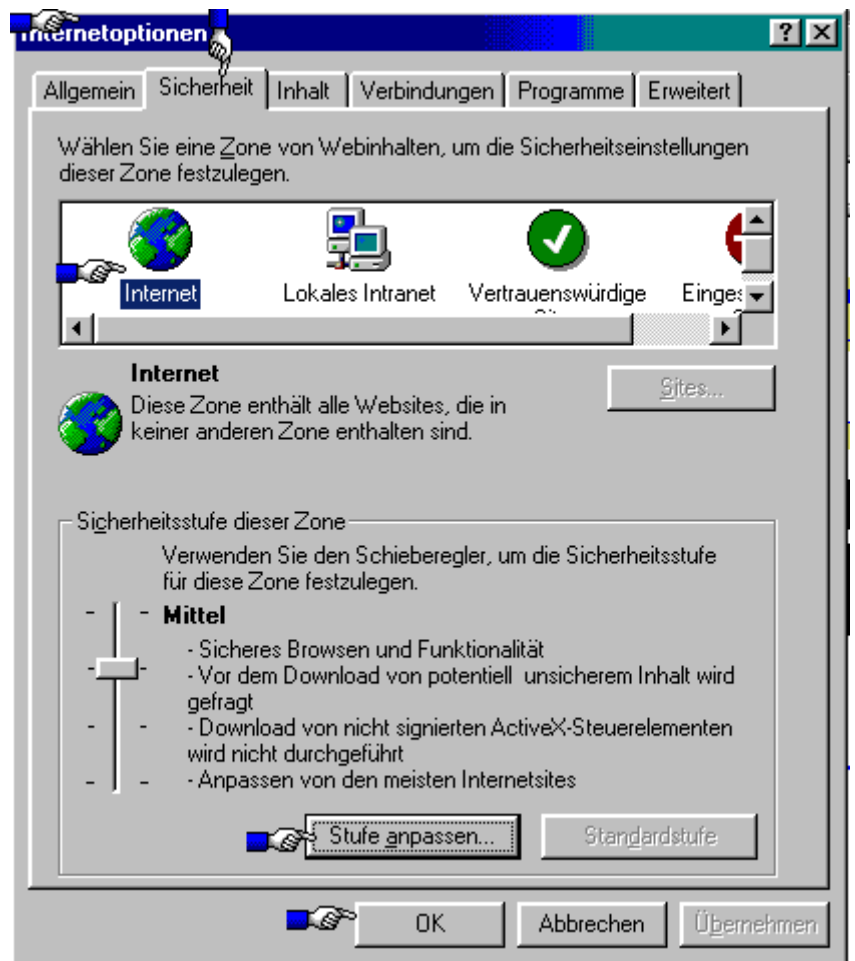 Internetoptionen
Allgemein Sicherheit Inhalt Verbindungen Programme Erweitert
Wählen Sie eine Zone von Webinhalten, um die Sicherheitseinstellungen
dieser Zone festzulegen.
Internet Lokales Intranet Vertrauenswürdige
Internet
Sites...
Diese Zone enthält alle Websites, die in
keiner anderen Zone enthalten sind.
Sicherheitsstufe dieser Zone
Verwenden Sie den Schieberegler, um die Sicherheitsstufe
für diese Zone festzulegen.
Mittel
- Sicheres Browsen und Funktionalität
- Vor dem Download von potentiell unsicherem Inhalt wird
gefragt
- Download von nicht signierten ActiveX-Steuerelementen
wird nicht durchgeführt
- Anpassen von den meisten Internetsites
Stufe anpassen... Standardstufe
OK Abbrechen Übernehmen